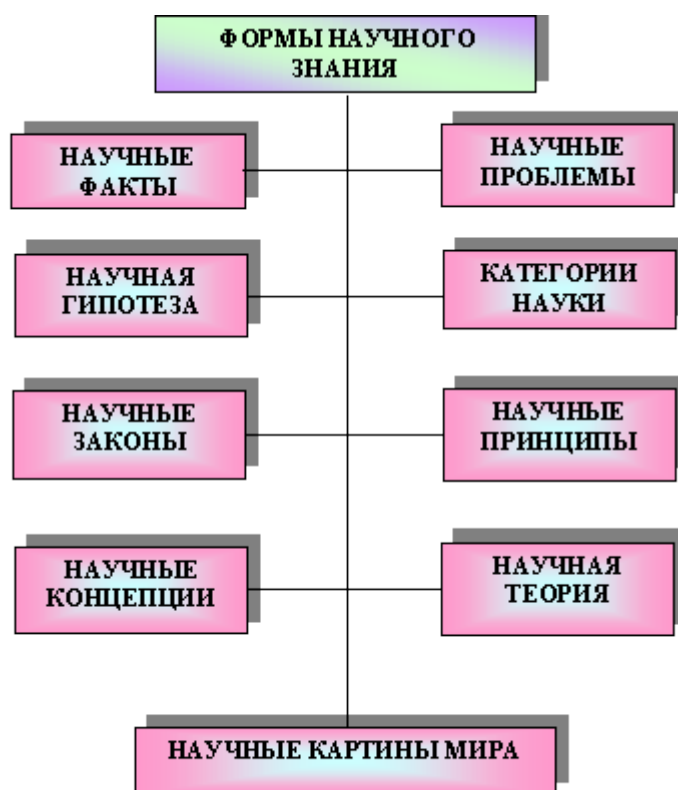 ФОРМЫ НАУЧНОГО
ЗНАНИЯ
НАУЧНЫЕ
ФАКТЫ
НАУЧНЫЕ
ПРОБЛЕМЫ
НАУЧНАЯ
ГИПОТЕЗА
КАТЕГОРИИ
НАУКИ
НАУЧНЫЕ
ЗАКОНЫ
НАУЧНЫЕ
ПРИНЦИПЫ
НАУЧНЫЕ
КОНЦЕПЦИИ
НАУЧНАЯ
ТЕОРИЯ
НАУЧНЫЕ КАРТИНЫ МИРА